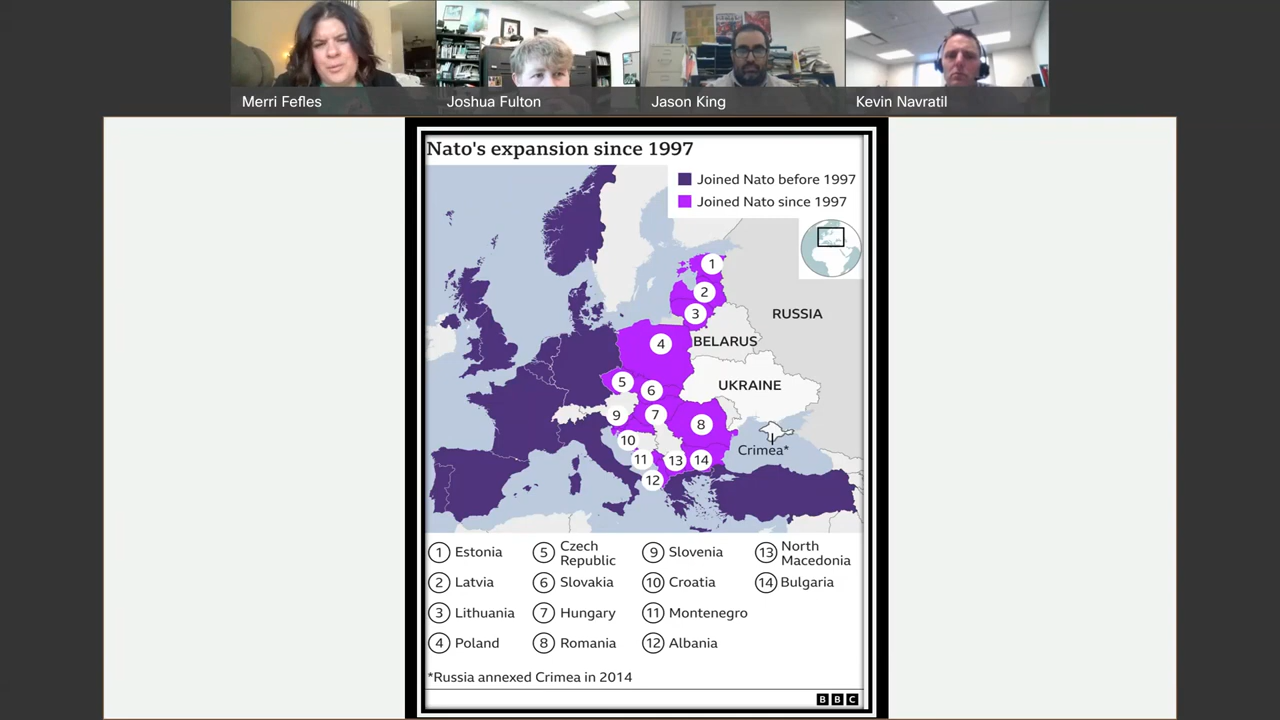 Merri Fefles
Joshua Fulton
Jason King
Kevin Navratil
Nato's expansion since 1997
Joined Nato before 1997
Joined Nato since 1997
RUSSIA
BELARUS
UKRAINE
Crimea*
1
2
3
4
5
6
7
8
9
10
11
12
13
14
1 Estonia
2 Latvia
3 Lithuania
4 Poland
5 Czech
Republic
6 Slovakia
7 Hungary
8 Romania
9 Slovenia
10 Croatia
11 Montenegro
12 Albania
13 North
Macedonia
14 Bulgaria
*Russia annexed Crimea in 2014
BBC